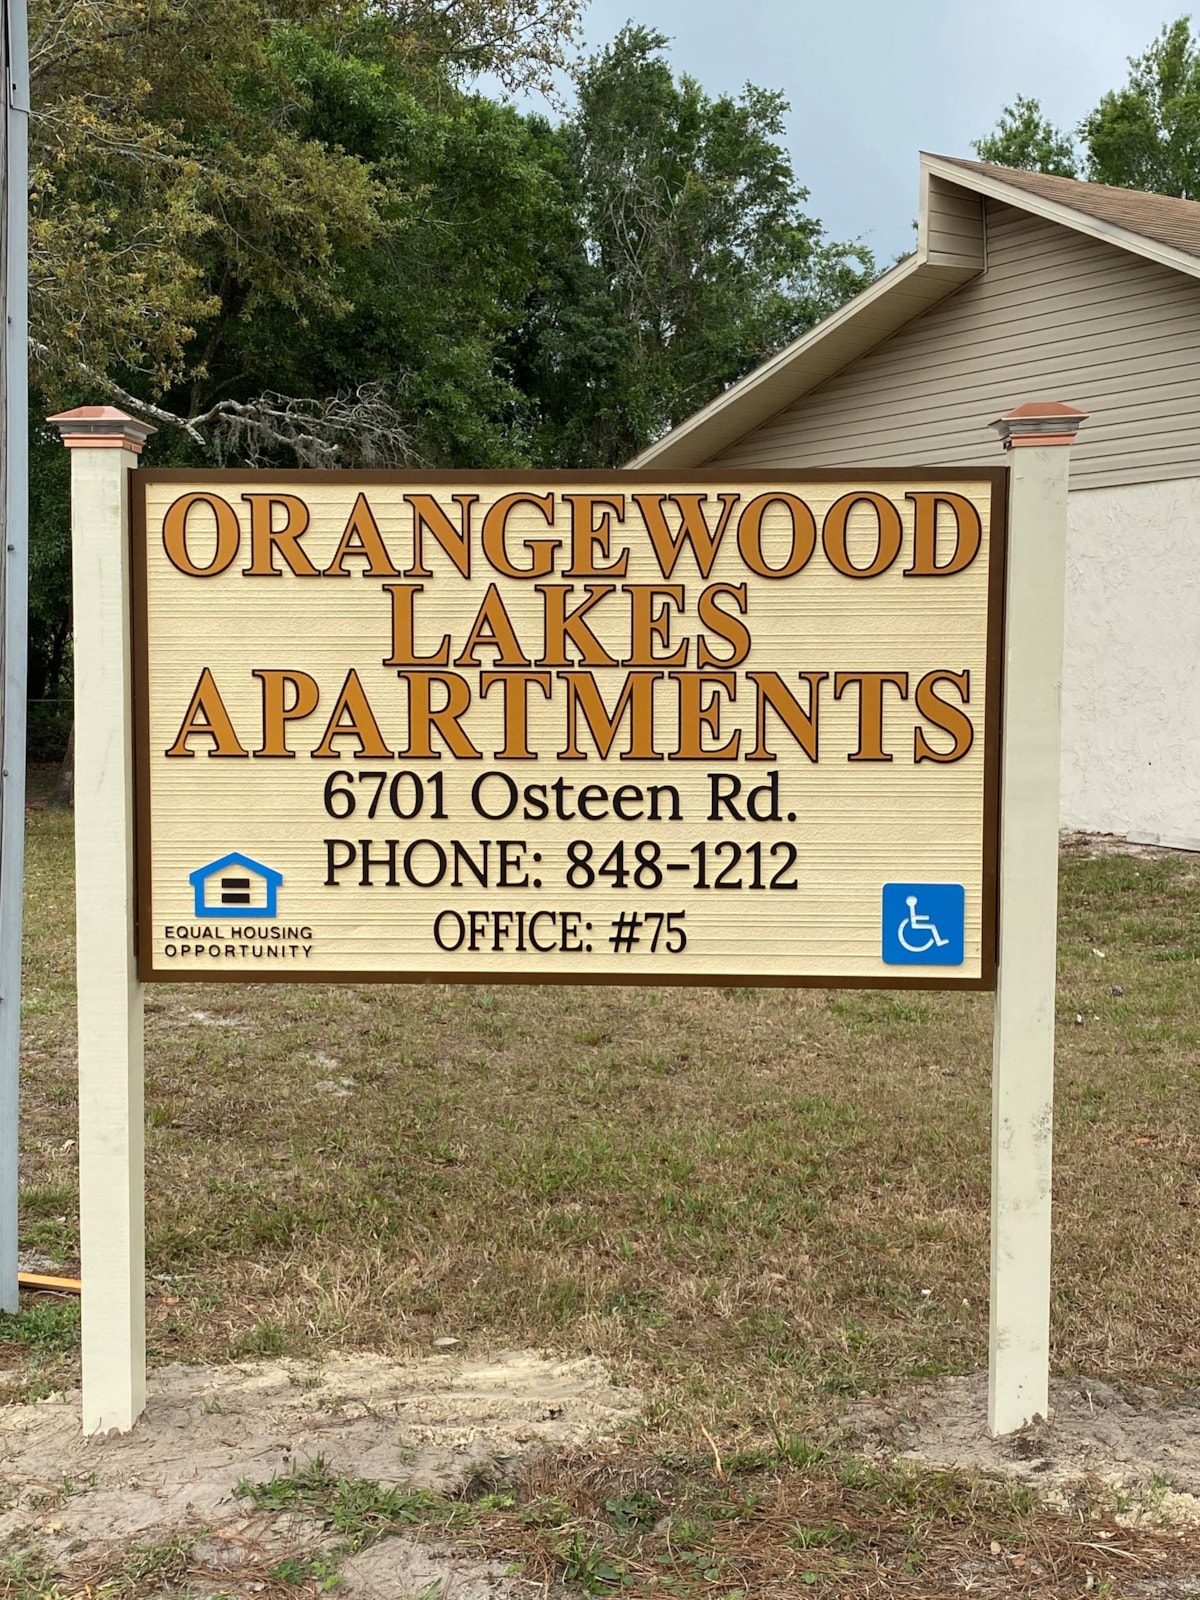 ORANGEWOOD
LAKES
APARTMENTS
6701 Osteen Rd.
PHONE: 848-1212
OFFICE: #75
EQUAL HOUSING
OPPORTUNITY